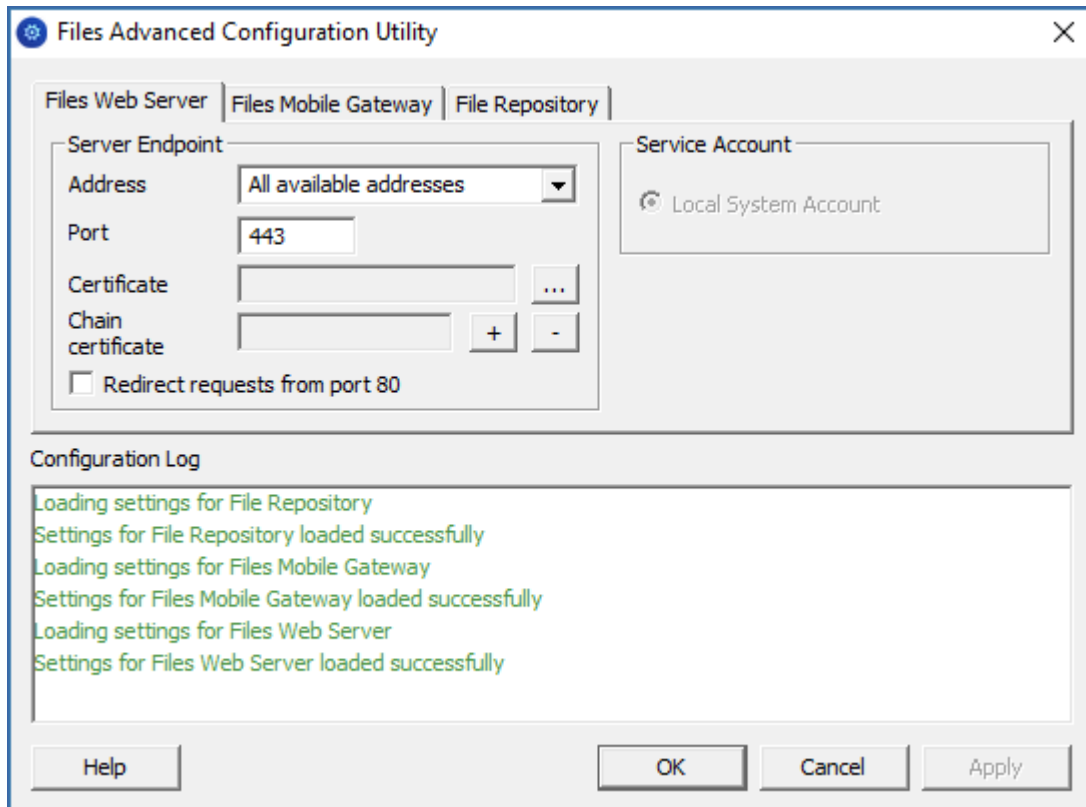 Files Advanced Configuration Utility
Files Web Server
Files Mobile Gateway
File Repository
Server Endpoint
Address
All available addresses
Port
443
Certificate
...
Chain
certificate
+
-
Redirect requests from port 80
Service Account
Local System Account
Configuration Log
Loading settings for File Repository
Settings for File Repository loaded successfully
Loading settings for Files Mobile Gateway
Settings for Files Mobile Gateway loaded successfully
Loading settings for Files Web Server
Settings for Files Web Server loaded successfully
Help
OK
Cancel
Apply